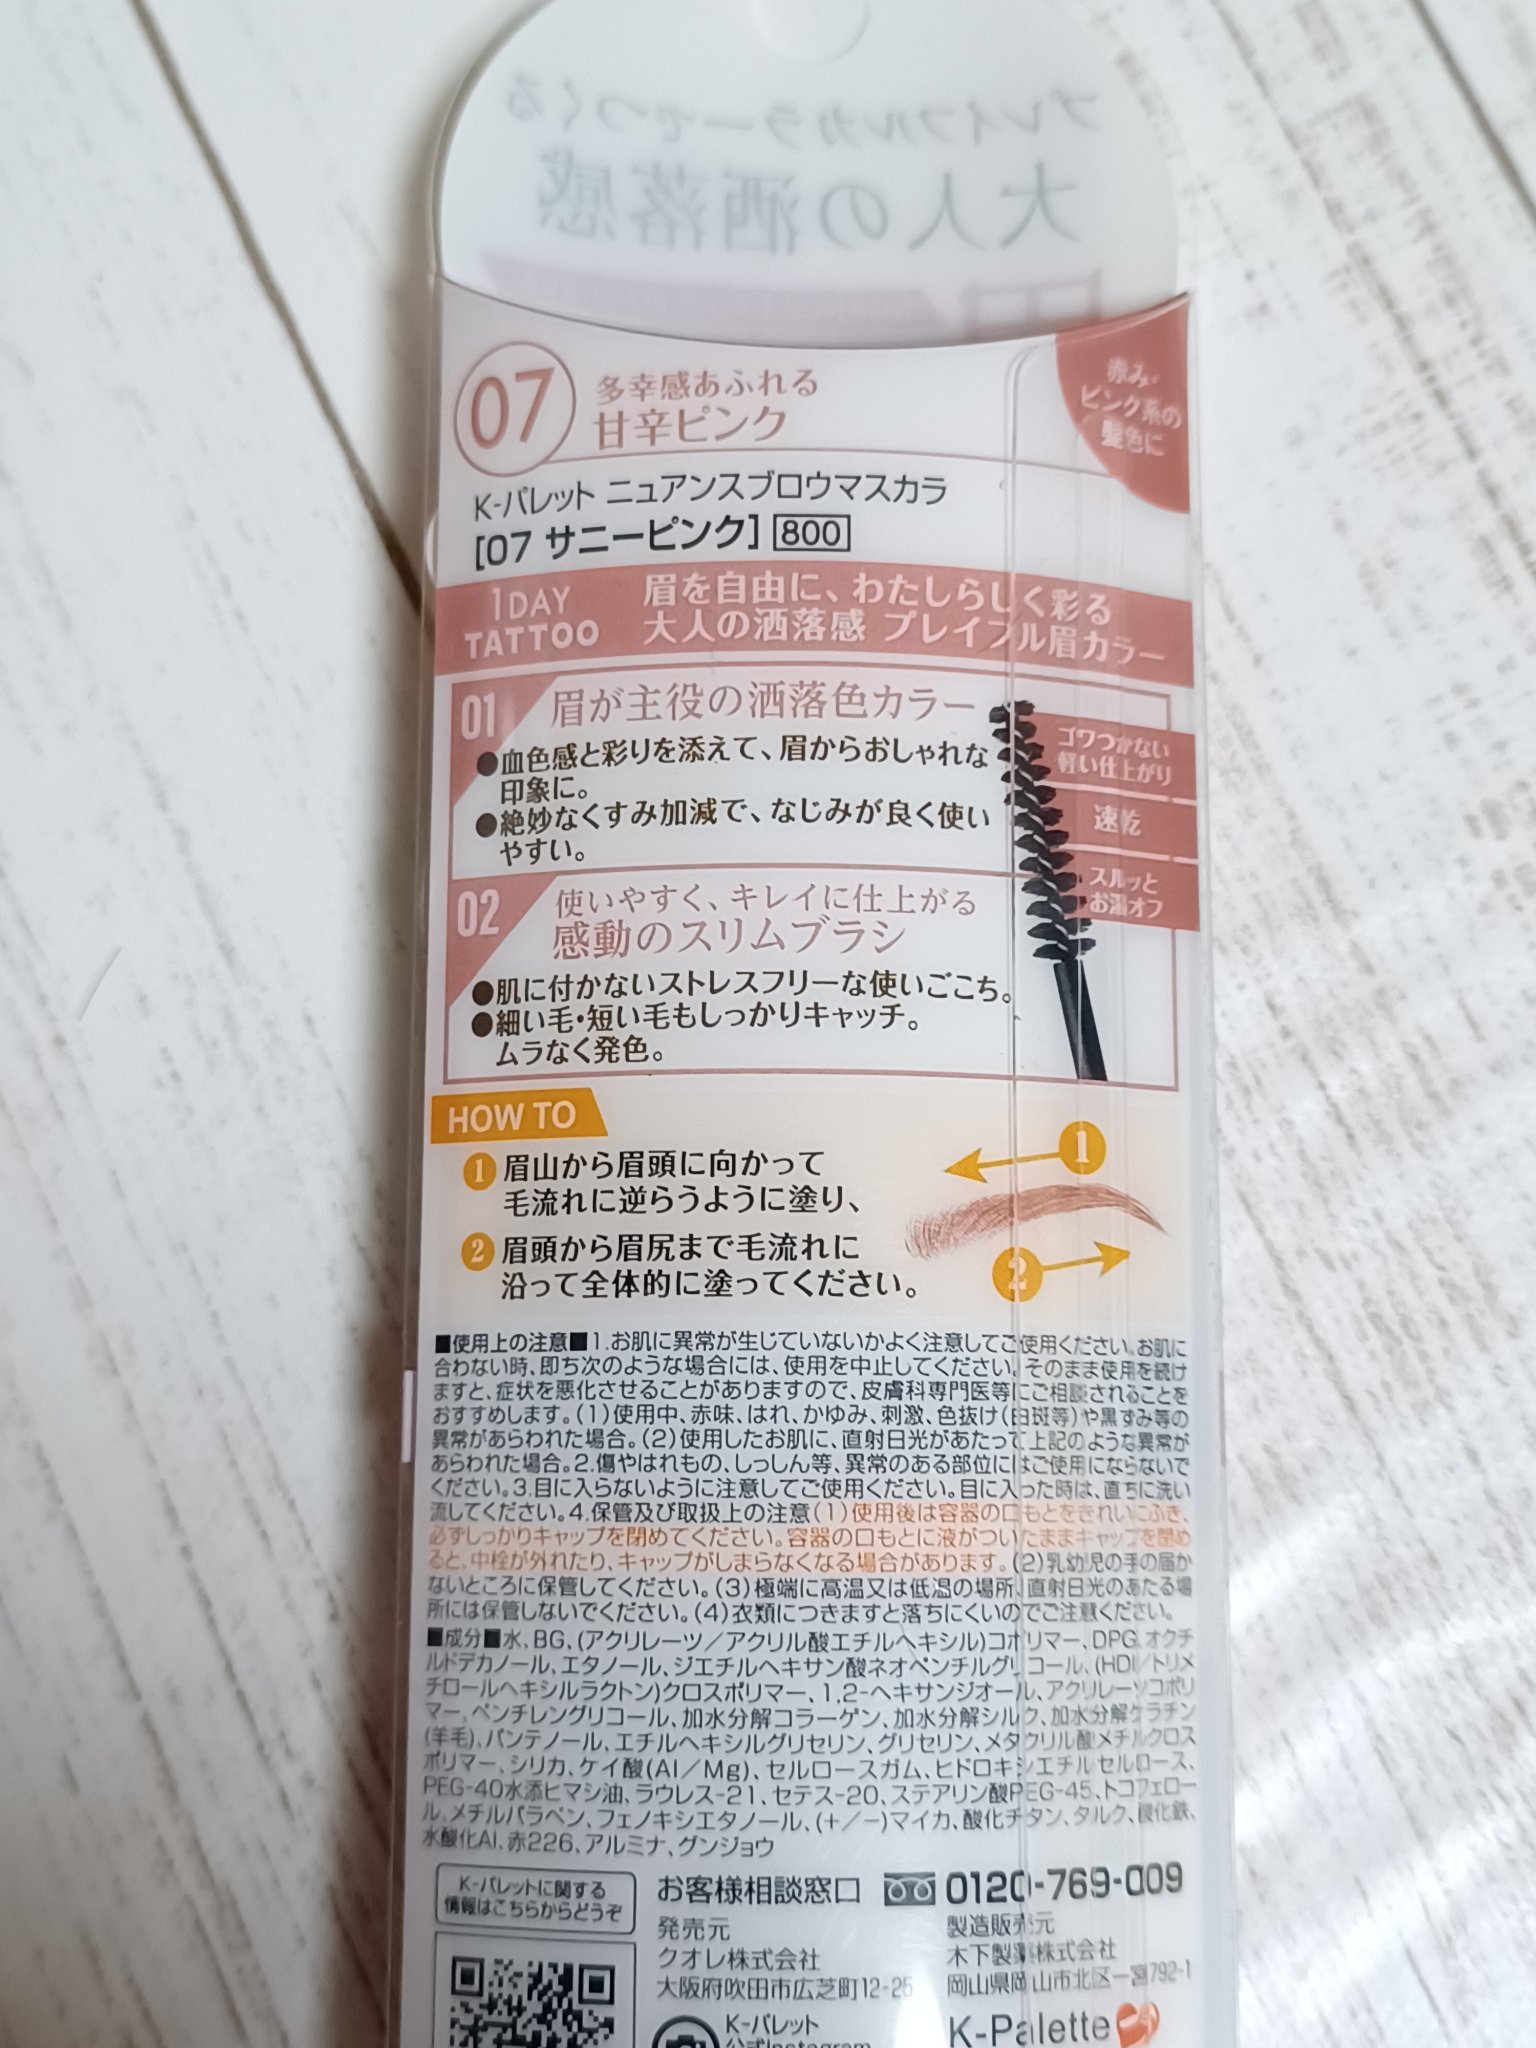 プレイフルカラーでつくる
大人の洒落感
07
多幸感あふれる
甘辛ピンク
赤み・
ピンク系の
髪色に
K-パレット ニュアンスブロウマスカラ
[07 サニーピンク] 800
1DAY
TATTOO
眉を自由に、わたしらしく彩る
大人の洒落感 プレイフル眉カラー
01 眉が主役の洒落色カラー
●血色感と彩りを添えて、眉からおしゃれな
印象に。
●絶妙なくすみ加減で、なじみが良く使い
やすい。
ゴワつかない
軽い仕上がり
速乾
スルッと
お湯オフ
02 使いやすく、キレイに仕上がる
感動のスリムブラシ
●肌に付かないストレスフリーな使いごこち。
●細い毛・短い毛もしっかりキャッチ。
ムラなく発色。
HOW TO
1 眉山から眉頭に向かって
毛流れに逆らうように塗り、
2 眉頭から眉尻まで毛流れに
沿って全体的に塗ってください。
1
2
■使用上の注意■1.お肌に異常が生じていないかよく注意してご使用ください。お肌に
合わない時、即ち次のような場合には、使用を中止してください。そのまま使用を続け
ますと、症状を悪化させることがありますので、皮膚科専門医等にご相談されることを
おすすめします。(1)使用中、赤味、はれ、かゆみ、刺激、色抜け(白斑等)や黒ずみ等の
異常があらわれた場合。(2)使用したお肌に、直射日光があたって上記のような異常が
あらわれた場合。2.傷やはれもの、しっしん等、異常のある部位にはご使用にならないで
ください。3.目に入らないように注意してご使用ください。目に入った時は、直ちに洗い
流してください。4.保管及び取扱上の注意(1)使用後は容器の口もとをきれいにふき、
必ずしっかりキャップを閉めてください。容器の口もとに液がついたままキャップを閉め
ると、中栓が外れたり、キャップがしまらなくなる場合があります。(2)乳幼児の手の届か
ないところに保管してください。(3)極端に高温又は低温の場所、直射日光のあたる場
所には保管しないでください。(4)衣類につきますと落ちにくいのでご注意ください。
■成分■水、BG、(アクリレーツ/アクリル酸エチルヘキシル)コポリマー、DPG、オクチ
ルドデカノール、エタノール、ジエチルヘキサン酸ネオペンチルグリコール、(HDI/トリメ
チロールヘキシルラクトン)クロスポリマー、1,2-ヘキサンジオール、アクリレーツコポリ
マー、ペンチレングリコール、加水分解コラーゲン、加水分解シルク、加水分解ケラチン
(羊毛)、パンテノール、エチルヘキシルグリセリン、グリセリン、メタクリル酸メチルクロス
ポリマー、シリカ、ケイ酸(Al/Mg)、セルロースガム、ヒドロキシエチルセルロース、
PEG-40水添ヒマシ油、ラウレス-21、セテス-20、ステアリン酸PEG-45、トコフェロー
ル、メチルパラベン、フェノキシエタノール、(+/-)マイカ、酸化チタン、タルク、酸化鉄、
水酸化Al、赤226、アルミナ、グンジョウ
K-パレットに関する
情報はこちらからどうぞ
お客様相談窓口 0120-769-009
発売元
クオレ株式会社
大阪府吹田市広芝町12-25
製造販売元
木下製薬株式会社
岡山県岡山市北区一宮792-1
K-パレット
公式Instagram
K-Palette